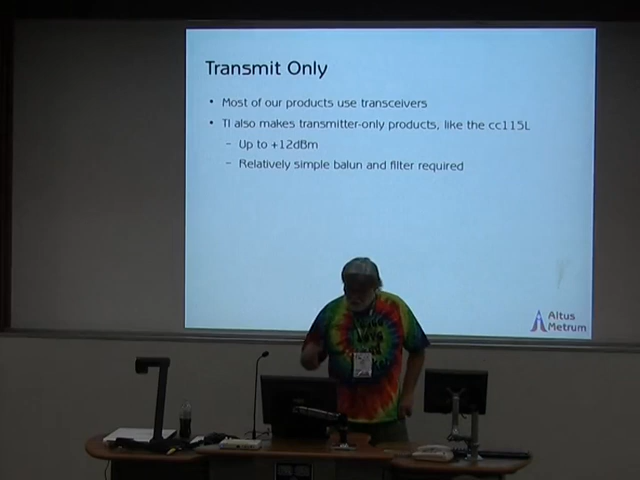 Transmit Only
• Most of our products use transceivers
• TI also makes transmitter-only products, like the cc115L
– Up to +12dBm
– Relatively simple balun and filter required
Altus
Metrum